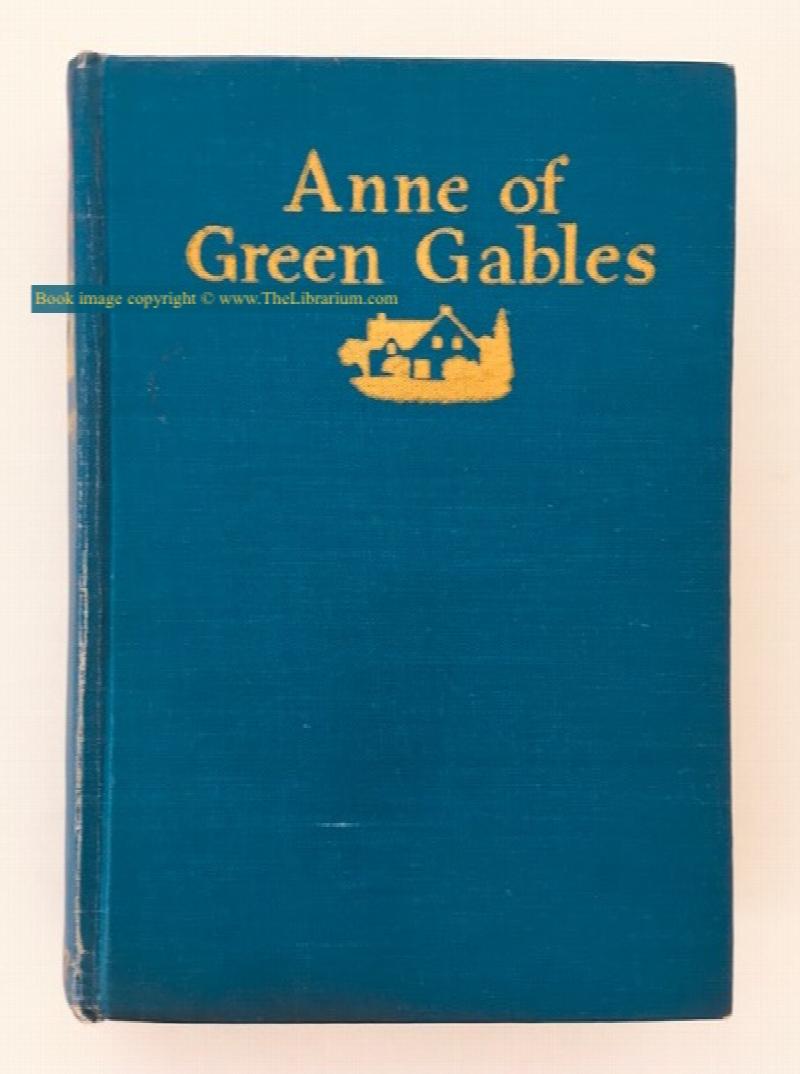 Anne of
Green Gables
Book image copyright © www.TheLibrarium.com